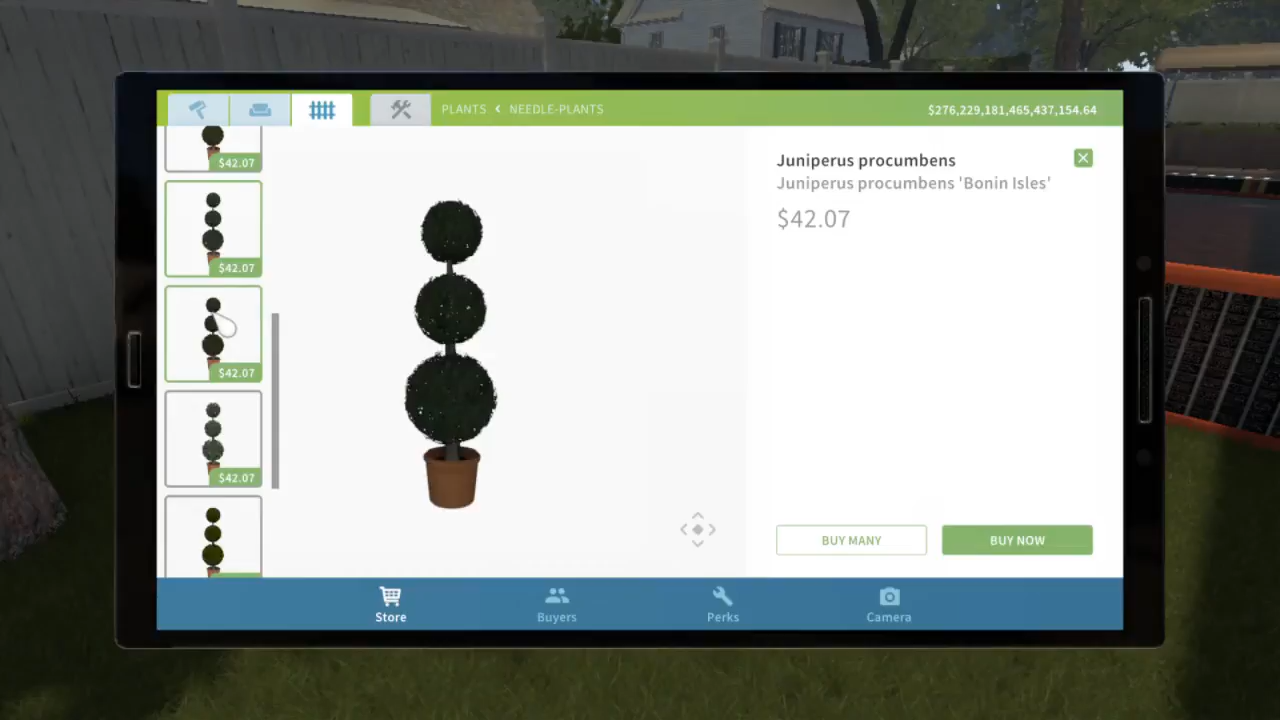 PLANTS < NEEDLE-PLANTS
$276,229,181,465,437,154.64
$42.07
$42.07
$42.07
$42.07
Juniperus procumbens
Juniperus procumbens 'Bonin Isles'
$42.07
BUY MANY
BUY NOW
Store
Buyers
Perks
Camera